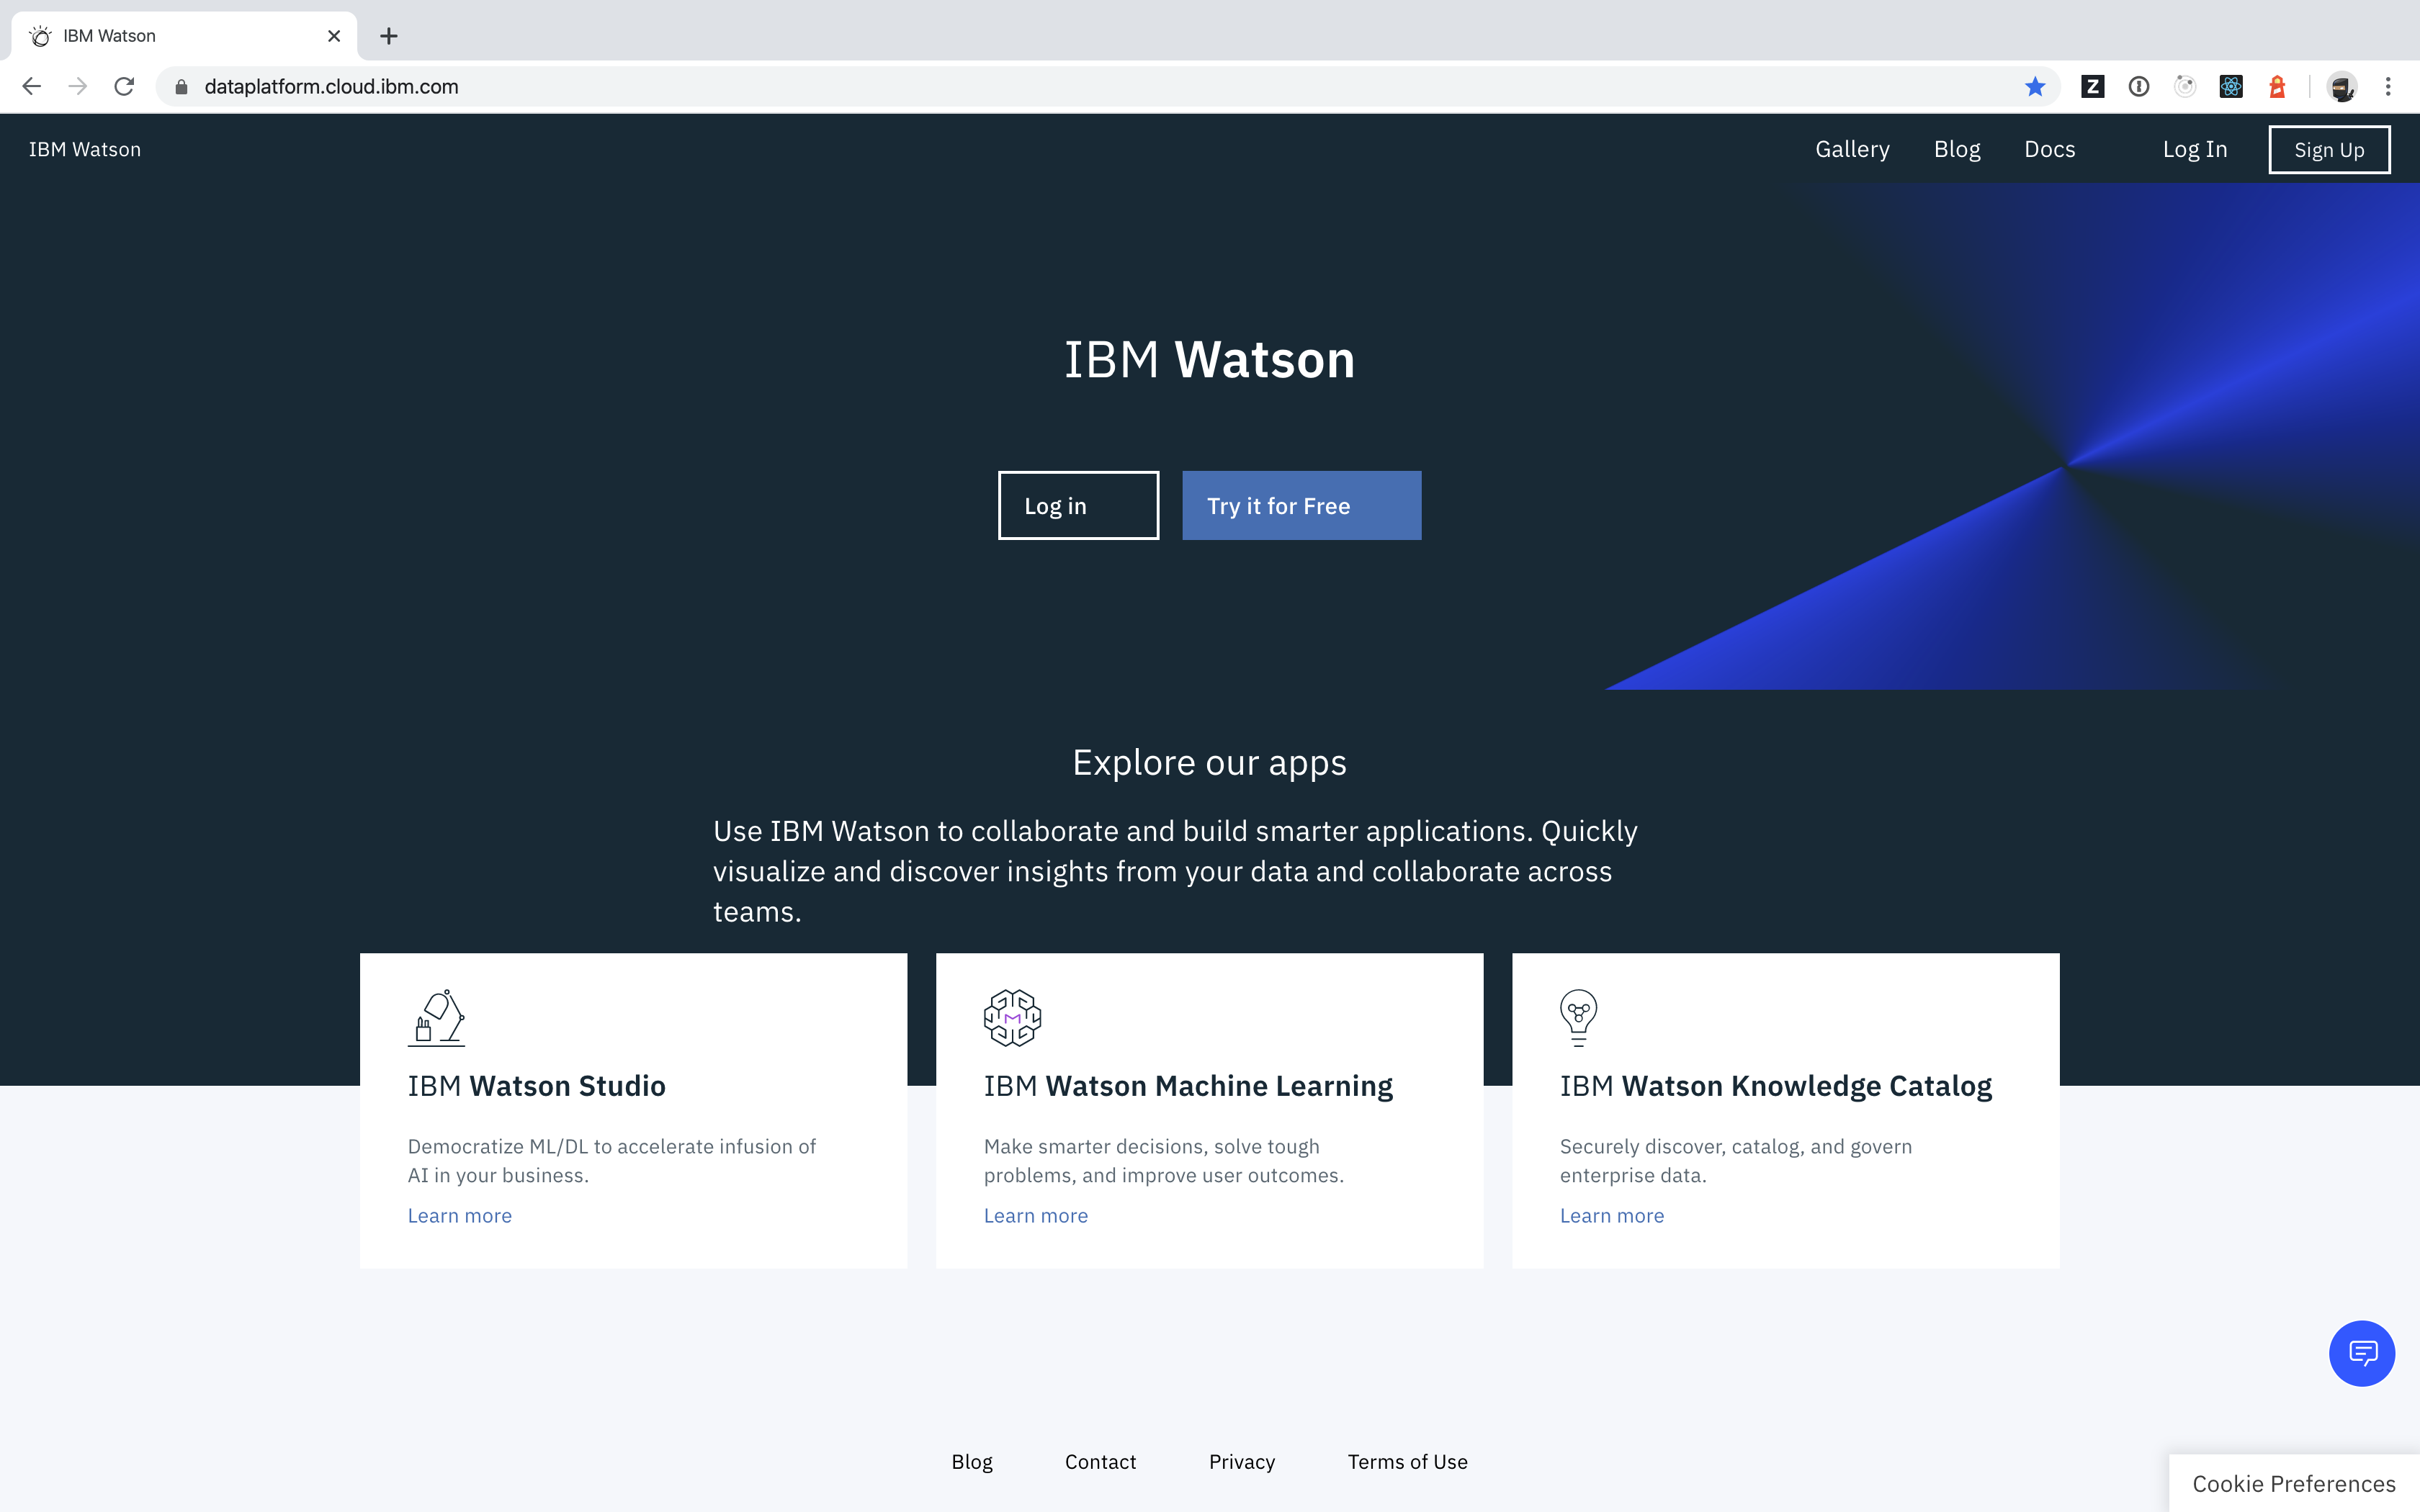 IBM Watson
dataplatform.cloud.ibm.com
Z
IBM Watson
Gallery
Blog
Docs
Log In
Sign Up
IBM Watson
Log in
Try it for Free
Explore our apps
Use IBM Watson to collaborate and build smarter applications. Quickly
visualize and discover insights from your data and collaborate across
teams.
IBM Watson Studio
Democratize ML/DL to accelerate infusion of
AI in your business.
Learn more
IBM Watson Machine Learning
Make smarter decisions, solve tough
problems, and improve user outcomes.
Learn more
IBM Watson Knowledge Catalog
Securely discover, catalog, and govern
enterprise data.
Learn more
Blog
Contact
Privacy
Terms of Use
Cookie Preferences